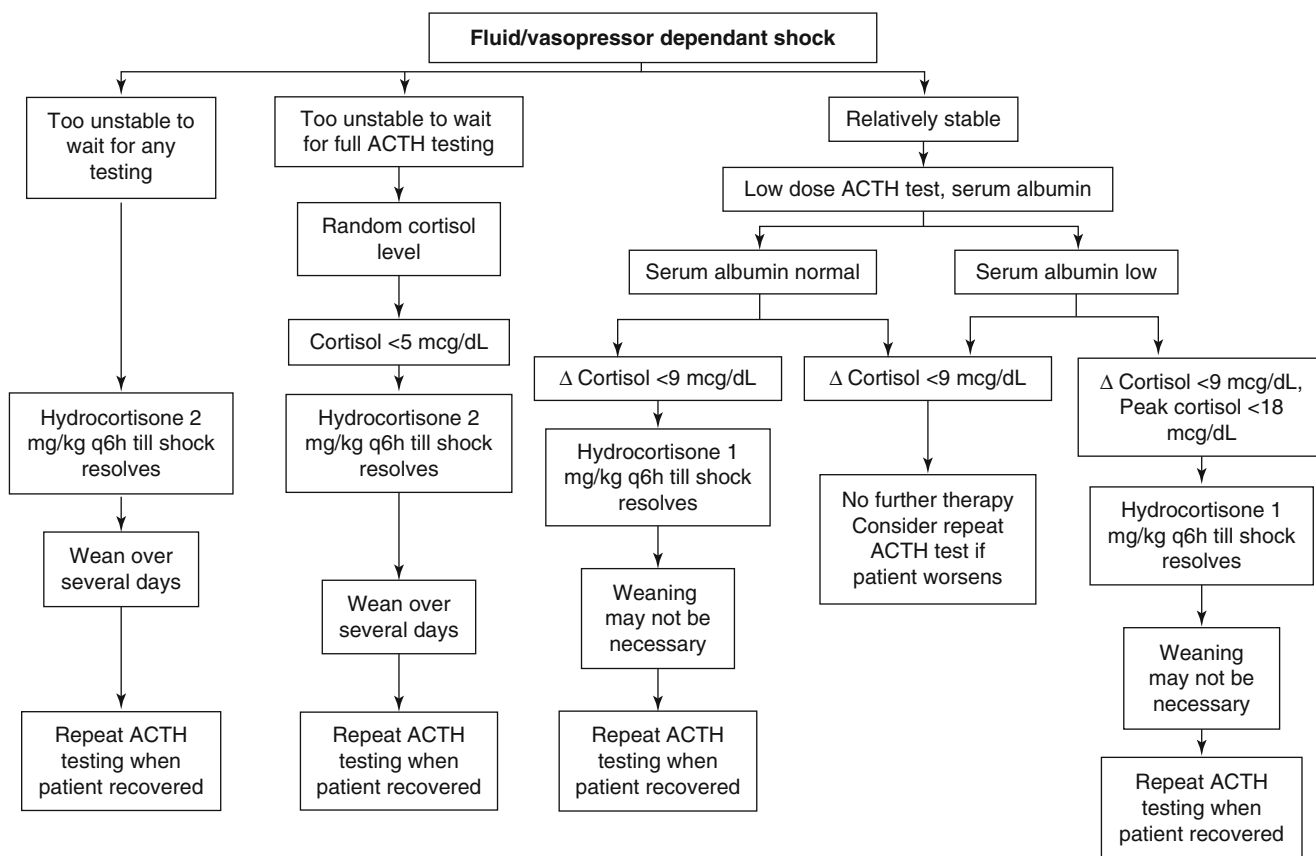 Fluid/vasopressor dependant shock
Too unstable to
wait for any
testing
Hydrocortisone 2
mg/kg q6h till shock
resolves
Wean over
several days
Repeat ACTH
testing when
patient recovered
Too unstable to wait
for full ACTH testing
Random cortisol
level
Cortisol <5 mcg/dL
Hydrocortisone 2
mg/kg q6h till shock
resolves
Wean over
several days
Repeat ACTH
testing when
patient recovered
Relatively stable
Low dose ACTH test, serum albumin
Serum albumin normal
Serum albumin low
Δ Cortisol <9 mcg/dL
Hydrocortisone 1
mg/kg q6h till shock
resolves
Weaning
may not be
necessary
Repeat ACTH
testing when
patient recovered
Δ Cortisol <9 mcg/dL
No further therapy
Consider repeat
ACTH test if
patient worsens
Δ Cortisol <9 mcg/dL,
Peak cortisol <18
mcg/dL
Hydrocortisone 1
mg/kg q6h till shock
resolves
Weaning
may not be
necessary
Repeat ACTH
testing when
patient recovered